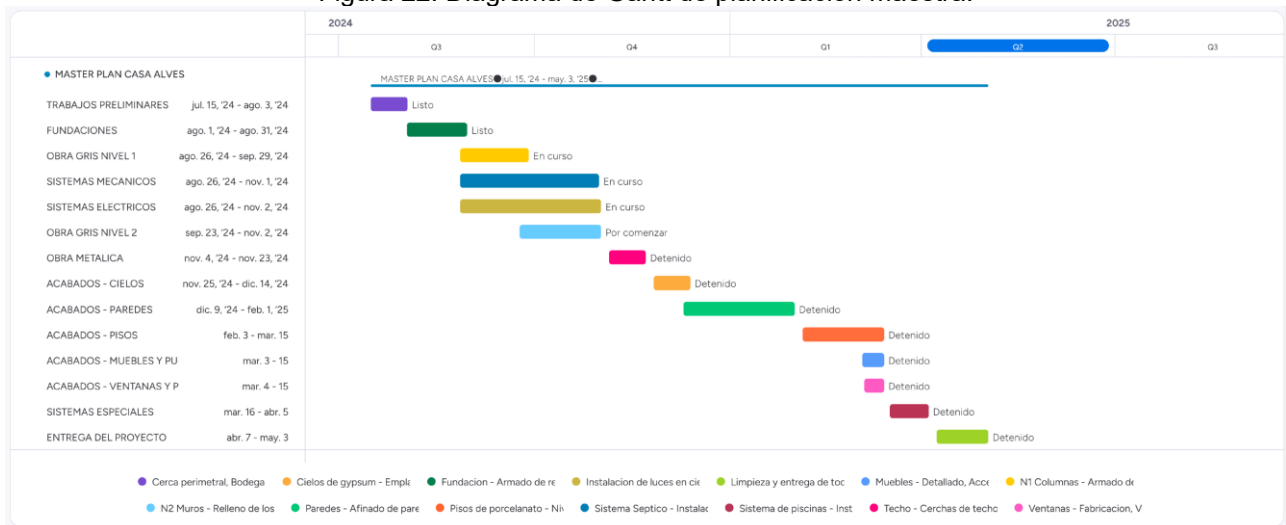 Figura 22. Diagrama de Gantt de planificación maestra.
2024 2025
Q3 Q4 Q1 Q2 Q3
MASTER PLAN CASA ALVES MASTER PLAN CASA ALVES●jul. 15, '24 - may. 3, '25●...
TRABAJOS PRELIMINARES jul. 15, '24 - ago. 3, '24 Listo
FUNDACIONES ago. 1, '24 - ago. 31, '24 Listo
OBRA GRIS NIVEL 1 ago. 26, '24 - sep. 29, '24 En curso
SISTEMAS MECANICOS ago. 26, '24 - nov. 1, '24 En curso
SISTEMAS ELECTRICOS ago. 26, '24 - nov. 2, '24 En curso
OBRA GRIS NIVEL 2 sep. 23, '24 - nov. 2, '24 Por comenzar
OBRA METALICA nov. 4, '24 - nov. 23, '24 Detenido
ACABADOS - CIELOS nov. 25, '24 - dic. 14, '24 Detenido
ACABADOS - PAREDES dic. 9, '24 - feb. 1, '25 Detenido
ACABADOS - PISOS feb. 3 - mar. 15 Detenido
ACABADOS - MUEBLES Y PU mar. 3 - 15 Detenido
ACABADOS - VENTANAS Y P mar. 4 - 15 Detenido
SISTEMAS ESPECIALES mar. 16 - abr. 5 Detenido
ENTREGA DEL PROYECTO abr. 7 - may. 3 Detenido
Cerca perimetral, Bodega Cielos de gypsum - Empla Fundacion - Armado de re Instalacion de luces en cie Limpieza y entrega de toc Muebles - Detallado, Acce N1 Columnas - Armado de
N2 Muros - Relleno de los Paredes - Afinado de pare Pisos de porcelanato - Niv Sistema Septico - Instalac Sistema de piscinas - Inst Techo - Cerchas de techo Ventanas - Fabricacion, V